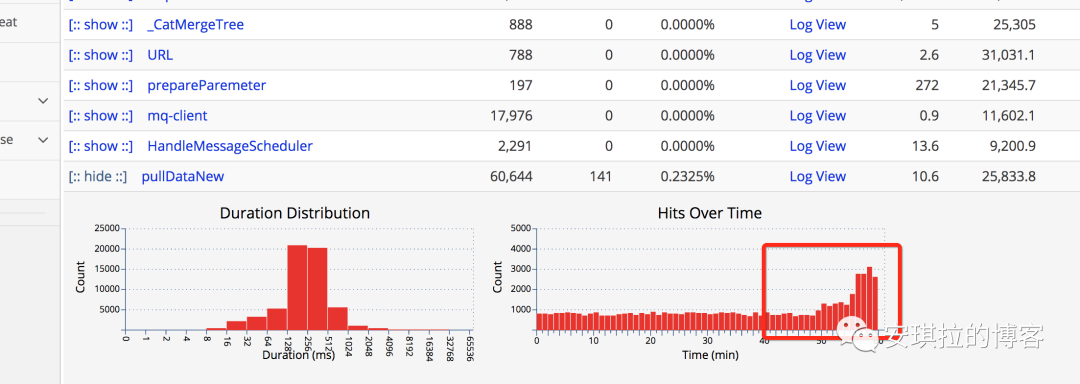 eat
[:: show ::] _CatMergeTree 888 0 0.0000% Log View 5 25,305
[:: show ::] URL 788 0 0.0000% Log View 2.6 31,031.1
[:: show ::] prepareParemeter 197 0 0.0000% Log View 272 21,345.7
[:: show ::] mq-client 17,976 0 0.0000% Log View 0.9 11,602.1
se
[:: show ::] HandleMessageScheduler 2,291 0 0.0000% Log View 13.6 9,200.9
[:: hide ::] pullDataNew 60,644 141 0.2325% Log View 10.6 25,833.8
Duration Distribution
25000
20000
15000
10000
5000
Count
0 1 2 4 8 16 32 64 128 256 512 1024 2048 4096 8192 16384 32768 65536
Duration (ms)
Hits Over Time
5000
4000
3000
2000
1000
Count
0 10 20 30 40 50 60
Time (min)
安琪拉的博客